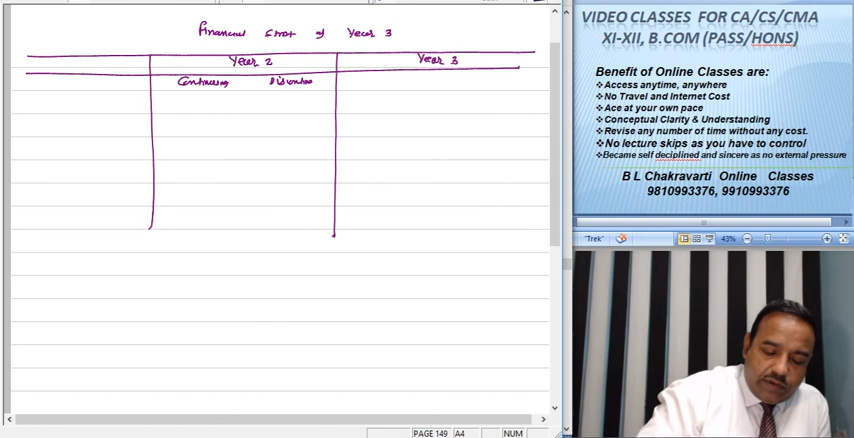 Financial Stat of Year 3
Year 2 Year 3
Continuing
VIDEO CLASSES FOR CA/CS/CMA
XI-XII, B.COM (PASS/HONS)
Benefit of Online Classes are:
❖Access anytime, anywhere
❖No Travel and Internet Cost
❖Ace at your own pace
❖Conceptual Clarity & Understanding
❖Revise any number of time without any cost.
❖No lecture skips as you have to control
❖Became self deciplined and sincere as no external pressure
B L Chakravarti Online Classes
9810993376, 9910993376
"Trek" 43%
PAGE 149 A4 NUM